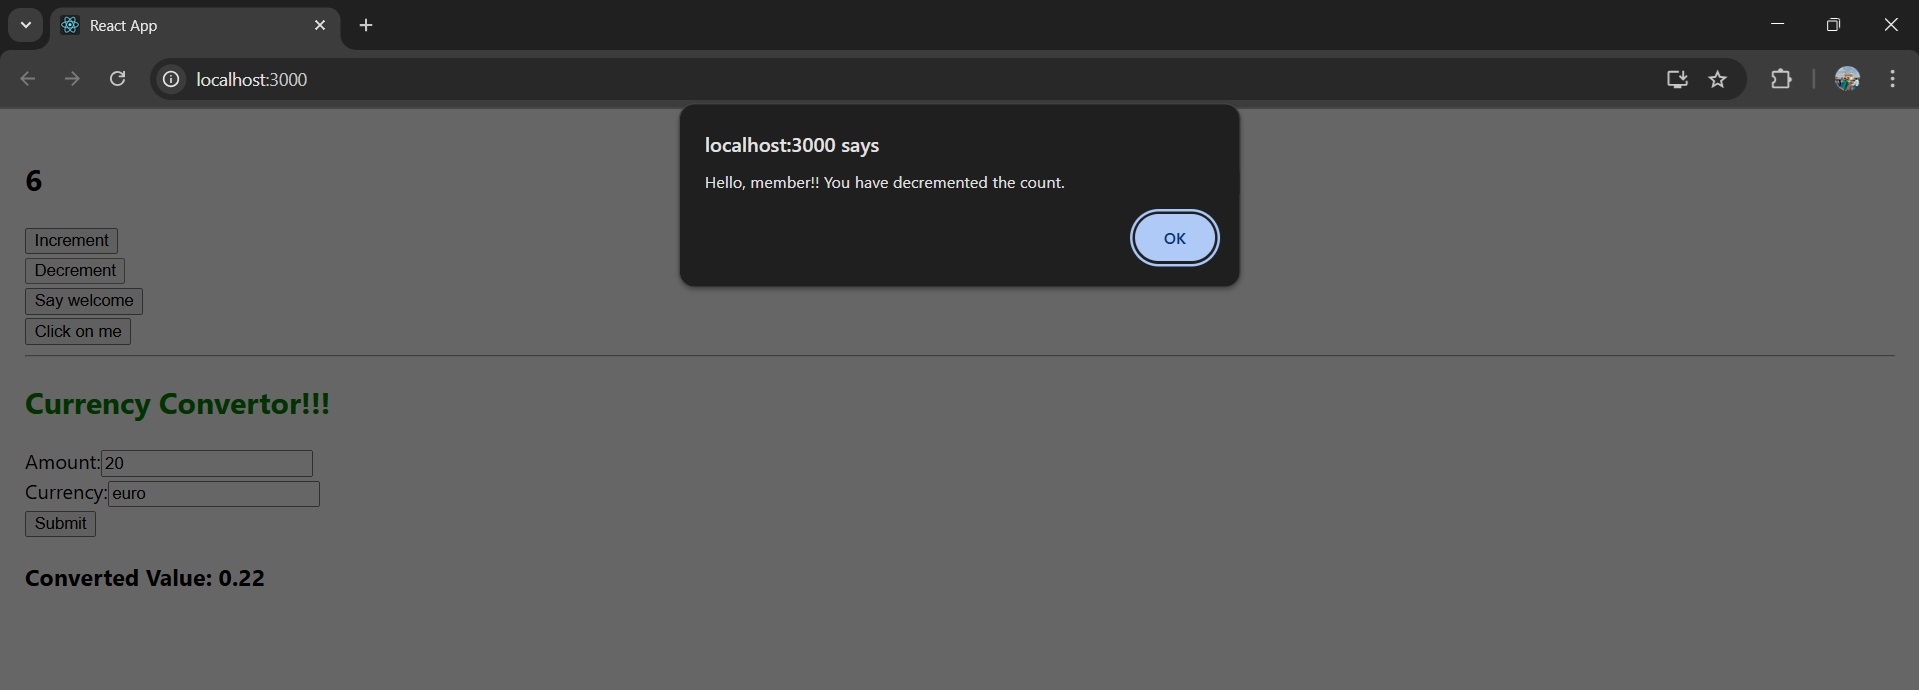 React App
localhost:3000
localhost:3000 says
Hello, member!! You have decremented the count.
OK
6
Increment
Decrement
Say welcome
Click on me
Currency Convertor!!!
Amount:20
Currency:euro
Submit
Converted Value: 0.22